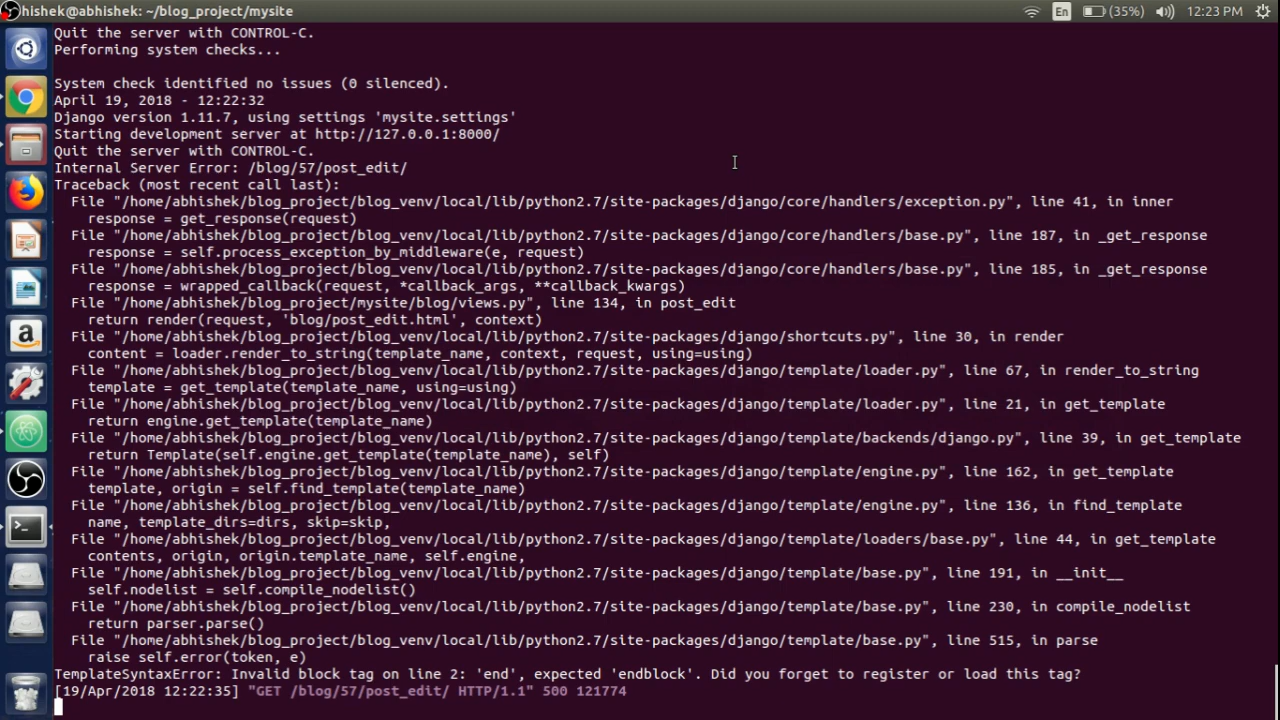 hishek@abhishek: ~/blog_project/mysite
En
(35%)
12:23 PM
Quit the server with CONTROL-C.
Performing system checks...
System check identified no issues (0 silenced).
April 19, 2018 - 12:22:32
Django version 1.11.7, using settings 'mysite.settings'
Starting development server at http://127.0.0.1:8000/
Quit the server with CONTROL-C.
Internal Server Error: /blog/57/post_edit/
Traceback (most recent call last):
  File "/home/abhishek/blog_project/blog_venv/local/lib/python2.7/site-packages/django/core/handlers/exception.py", line 41, in inner
    response = get_response(request)
  File "/home/abhishek/blog_project/blog_venv/local/lib/python2.7/site-packages/django/core/handlers/base.py", line 187, in _get_response
    response = self.process_exception_by_middleware(e, request)
  File "/home/abhishek/blog_project/blog_venv/local/lib/python2.7/site-packages/django/core/handlers/base.py", line 185, in _get_response
    response = wrapped_callback(request, *callback_args, **callback_kwargs)
  File "/home/abhishek/blog_project/mysite/blog/views.py", line 134, in post_edit
    return render(request, 'blog/post_edit.html', context)
  File "/home/abhishek/blog_project/blog_venv/local/lib/python2.7/site-packages/django/shortcuts.py", line 30, in render
    content = loader.render_to_string(template_name, context, request, using=using)
  File "/home/abhishek/blog_project/blog_venv/local/lib/python2.7/site-packages/django/template/loader.py", line 67, in render_to_string
    template = get_template(template_name, using=using)
  File "/home/abhishek/blog_project/blog_venv/local/lib/python2.7/site-packages/django/template/loader.py", line 21, in get_template
    return engine.get_template(template_name)
  File "/home/abhishek/blog_project/blog_venv/local/lib/python2.7/site-packages/django/template/backends/django.py", line 39, in get_template
    return Template(self.engine.get_template(template_name), self)
  File "/home/abhishek/blog_project/blog_venv/local/lib/python2.7/site-packages/django/template/engine.py", line 162, in get_template
    template, origin = self.find_template(template_name)
  File "/home/abhishek/blog_project/blog_venv/local/lib/python2.7/site-packages/django/template/engine.py", line 136, in find_template
    name, template_dirs=dirs, skip=skip,
  File "/home/abhishek/blog_project/blog_venv/local/lib/python2.7/site-packages/django/template/loaders/base.py", line 44, in get_template
    contents, origin, origin.template_name, self.engine,
  File "/home/abhishek/blog_project/blog_venv/local/lib/python2.7/site-packages/django/template/base.py", line 191, in __init__
    self.nodelist = self.compile_nodelist()
  File "/home/abhishek/blog_project/blog_venv/local/lib/python2.7/site-packages/django/template/base.py", line 230, in compile_nodelist
    return parser.parse()
  File "/home/abhishek/blog_project/blog_venv/local/lib/python2.7/site-packages/django/template/base.py", line 515, in parse
    raise self.error(token, e)
TemplateSyntaxError: Invalid block tag on line 2: 'end', expected 'endblock'. Did you forget to register or load this tag?
[19/Apr/2018 12:22:35] "GET /blog/57/post_edit/ HTTP/1.1" 500 121774